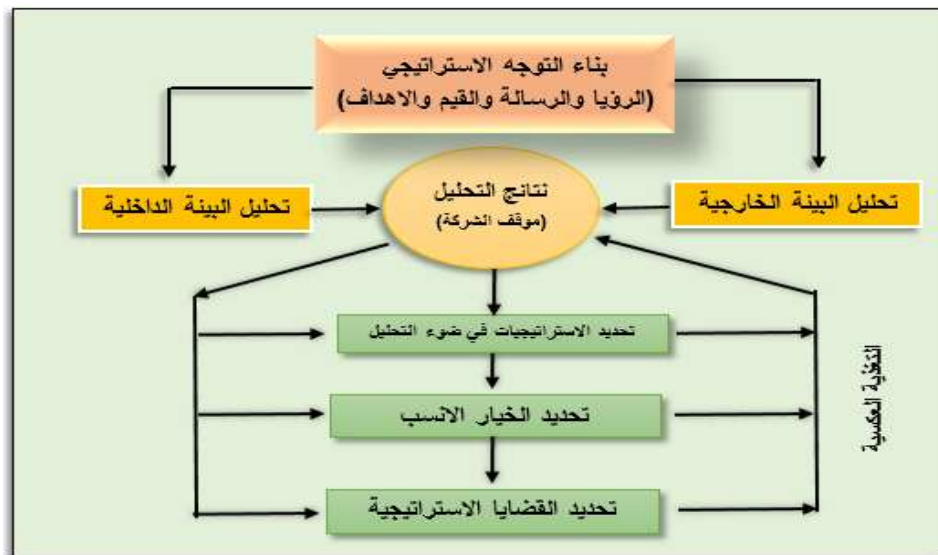 بناء التوجه الاستراتيجي
(الرؤيا والرسالة والقيم والاهداف)
تحليل البيئة الخارجية
نتائج التحليل
(موقف الشركة)
تحليل البيئة الداخلية
تحديد الاستراتيجيات في ضوء التحليل
تحديد الخيار الانسب
تحديد القضايا الاستراتيجية
التغذية العكسية